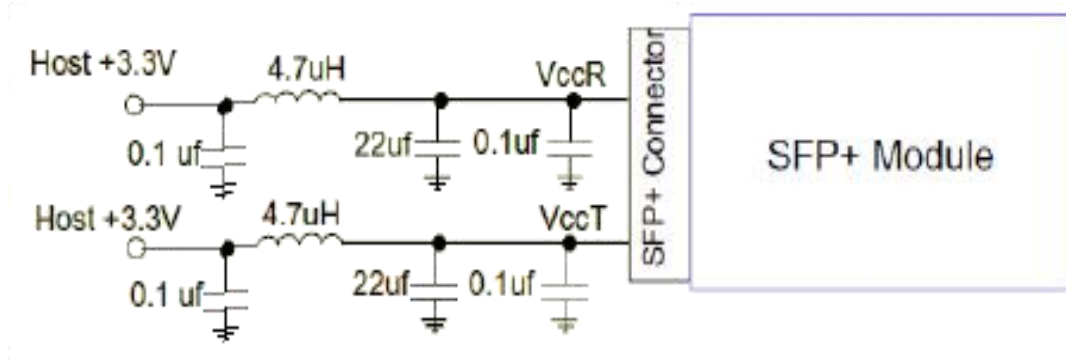 Host +3.3V
4.7uH
VccR
0.1 uf
22uf
0.1uf
SFP+ Connector
SFP+ Module
Host +3.3V
4.7uH
VccT
0.1 uf
22uf
0.1uf